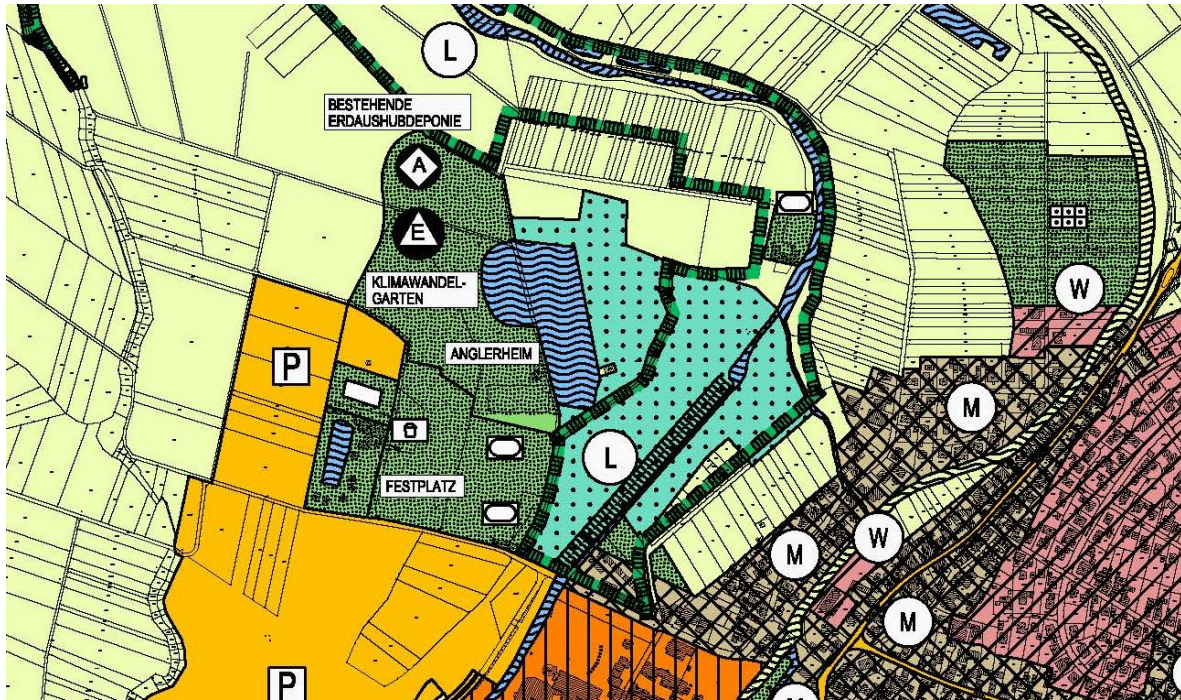 L
BESTEHENDE
ERDAUSHUBDEPONIE
A
E
KLIMAWANDEL-
GARTEN
W
ANGLERHEIM
P
M
L
FESTPLATZ
W
M
M
P
M